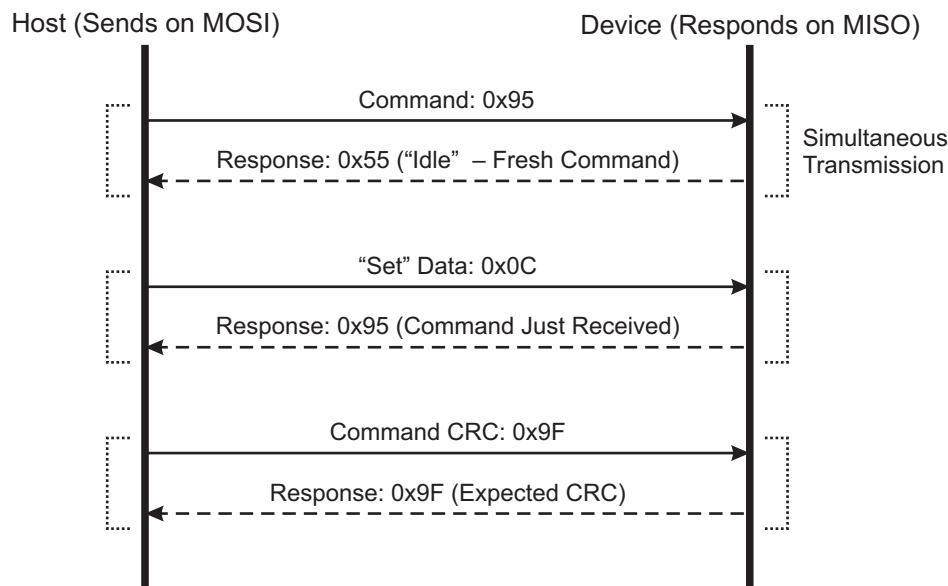 Host (Sends on MOSI)
Device (Responds on MISO)
Command: 0x95
Response: 0x55 (“Idle” – Fresh Command)
Simultaneous
Transmission
“Set” Data: 0x0C
Response: 0x95 (Command Just Received)
Command CRC: 0x9F
Response: 0x9F (Expected CRC)